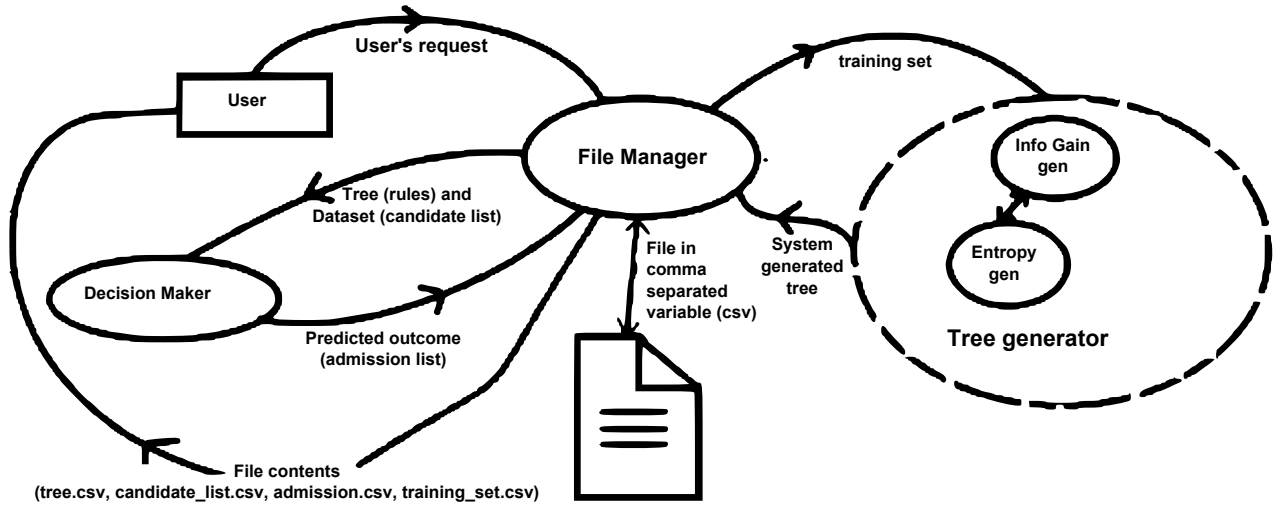 User's request
User
training set
File Manager
Info Gain
gen
Entropy
gen
Tree generator
Tree (rules) and
Dataset (candidate list)
System
generated
tree
File in
comma
separated
variable (csv)
Decision Maker
Predicted outcome
(admission list)
File contents
(tree.csv, candidate_list.csv, admission.csv, training_set.csv)